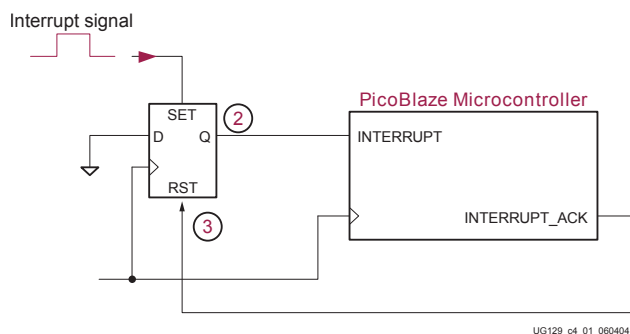 Interrupt signal
PicoBlaze Microcontroller
SET
D
Q
2
INTERRUPT
RST
3
INTERRUPT_ACK
UG129_c4_01_060404